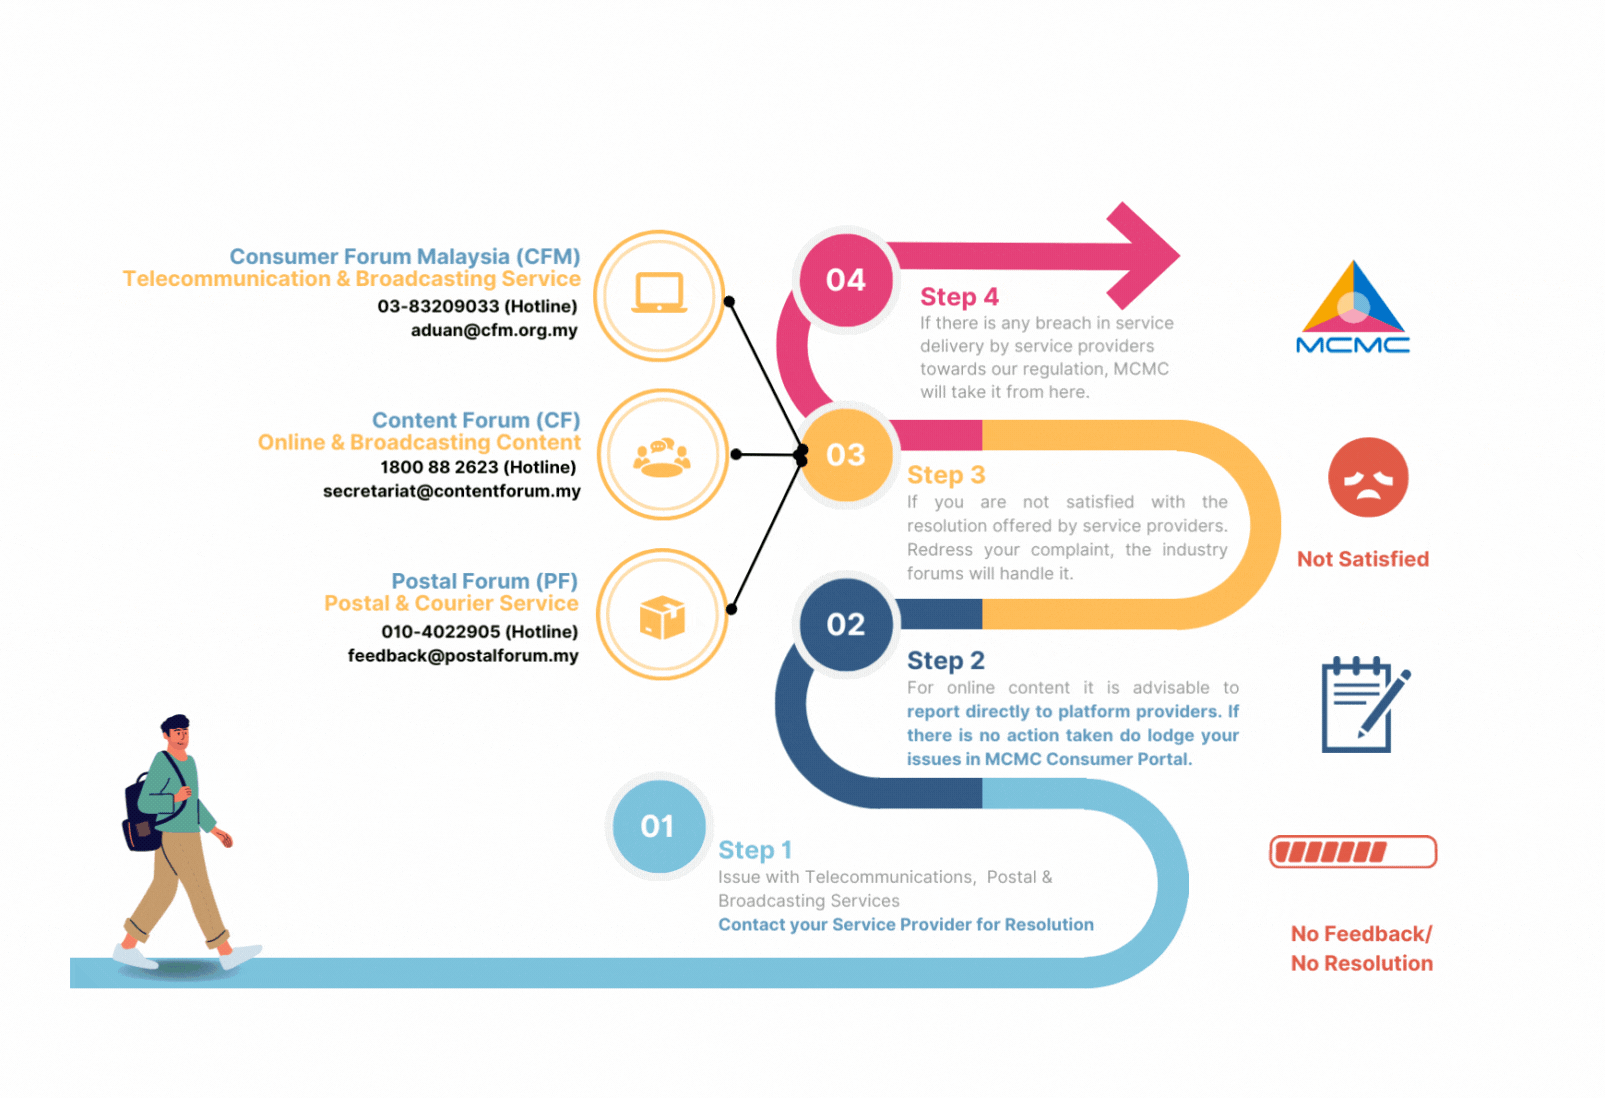 Consumer Forum Malaysia (CFM)
Telecommunication & Broadcasting Service
03-83209033 (Hotline)
aduan@cfm.org.my
Content Forum (CF)
Online & Broadcasting Content
1800 88 2623 (Hotline)
secretariat@contentforum.my
Postal Forum (PF)
Postal & Courier Service
010-4022905 (Hotline)
feedback@postalforum.my
04
Step 4
If there is any breach in service
delivery by service providers
towards our regulation, MCMC
will take it from here.
MCMC
03
Step 3
If you are not satisfied with the
resolution offered by service providers.
Redress your complaint, the industry
forums will handle it.
Not Satisfied
02
Step 2
For online content it is advisable to
report directly to platform providers. If
there is no action taken do lodge your
issues in MCMC Consumer Portal.
01
Step 1
Issue with Telecommunications, Postal &
Broadcasting Services
Contact your Service Provider for Resolution
No Feedback/
No Resolution